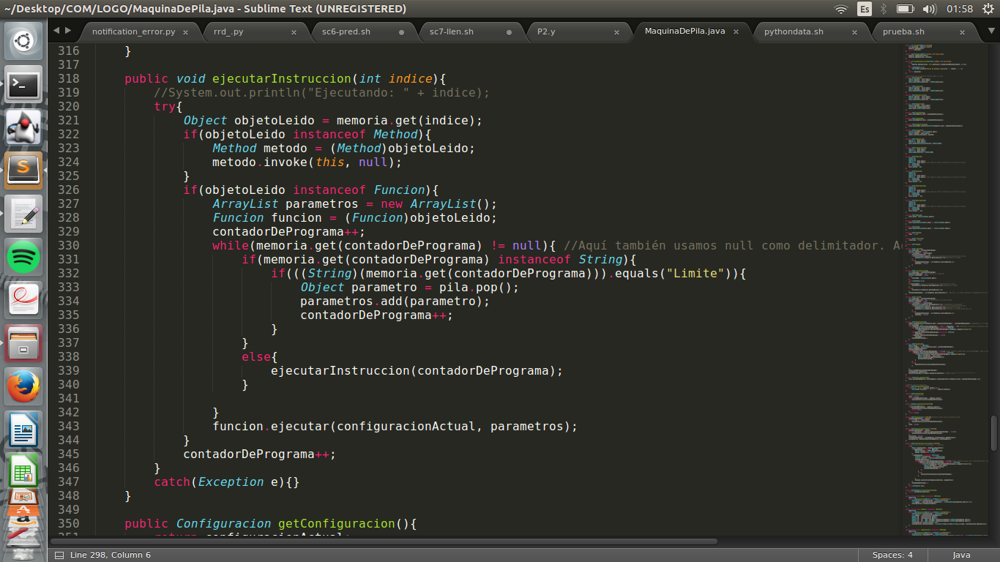 ~/Desktop/COM/LOGO/MaquinaDePila.java - Sublime Text (UNREGISTERED)
Es
01:58
notification_error.py × rrd_.py × sc6-pred.sh sc7-llen.sh P2.y × MaquinaDePila.java × pythondata.sh × prueba.sh ×
316 }
317
318 public void ejecutarInstruccion(int indice){
319 //System.out.println("Ejecutando: " + indice);
320 try{
321 Object objetoLeido = memoria.get(indice);
322 if(objetoLeido instanceof Method){
323 Method metodo = (Method)objetoLeido;
324 metodo.invoke(this, null);
325 }
326 if(objetoLeido instanceof Funcion){
327 ArrayList parametros = new ArrayList();
328 Funcion funcion = (Funcion)objetoLeido;
329 contadorDePrograma++;
330 while(memoria.get(contadorDePrograma) != null){ //Aquí también usamos null como delimitador.
331 if(memoria.get(contadorDePrograma) instanceof String){
332 if(((String)(memoria.get(contadorDePrograma))).equals("Limite")){
333 Object parametro = pila.pop();
334 parametros.add(parametro);
335 contadorDePrograma++;
336 }
337 }
338 else{
339 ejecutarInstruccion(contadorDePrograma);
340 }
341
342 }
343 funcion.ejecutar(configuracionActual, parametros);
344 }
345 contadorDePrograma++;
346 }
347 catch(Exception e){}
348 }
349
350 public Configuracion getConfiguracion(){
351 return configuracionActual;
Line 298, Column 6
Spaces: 4
Java